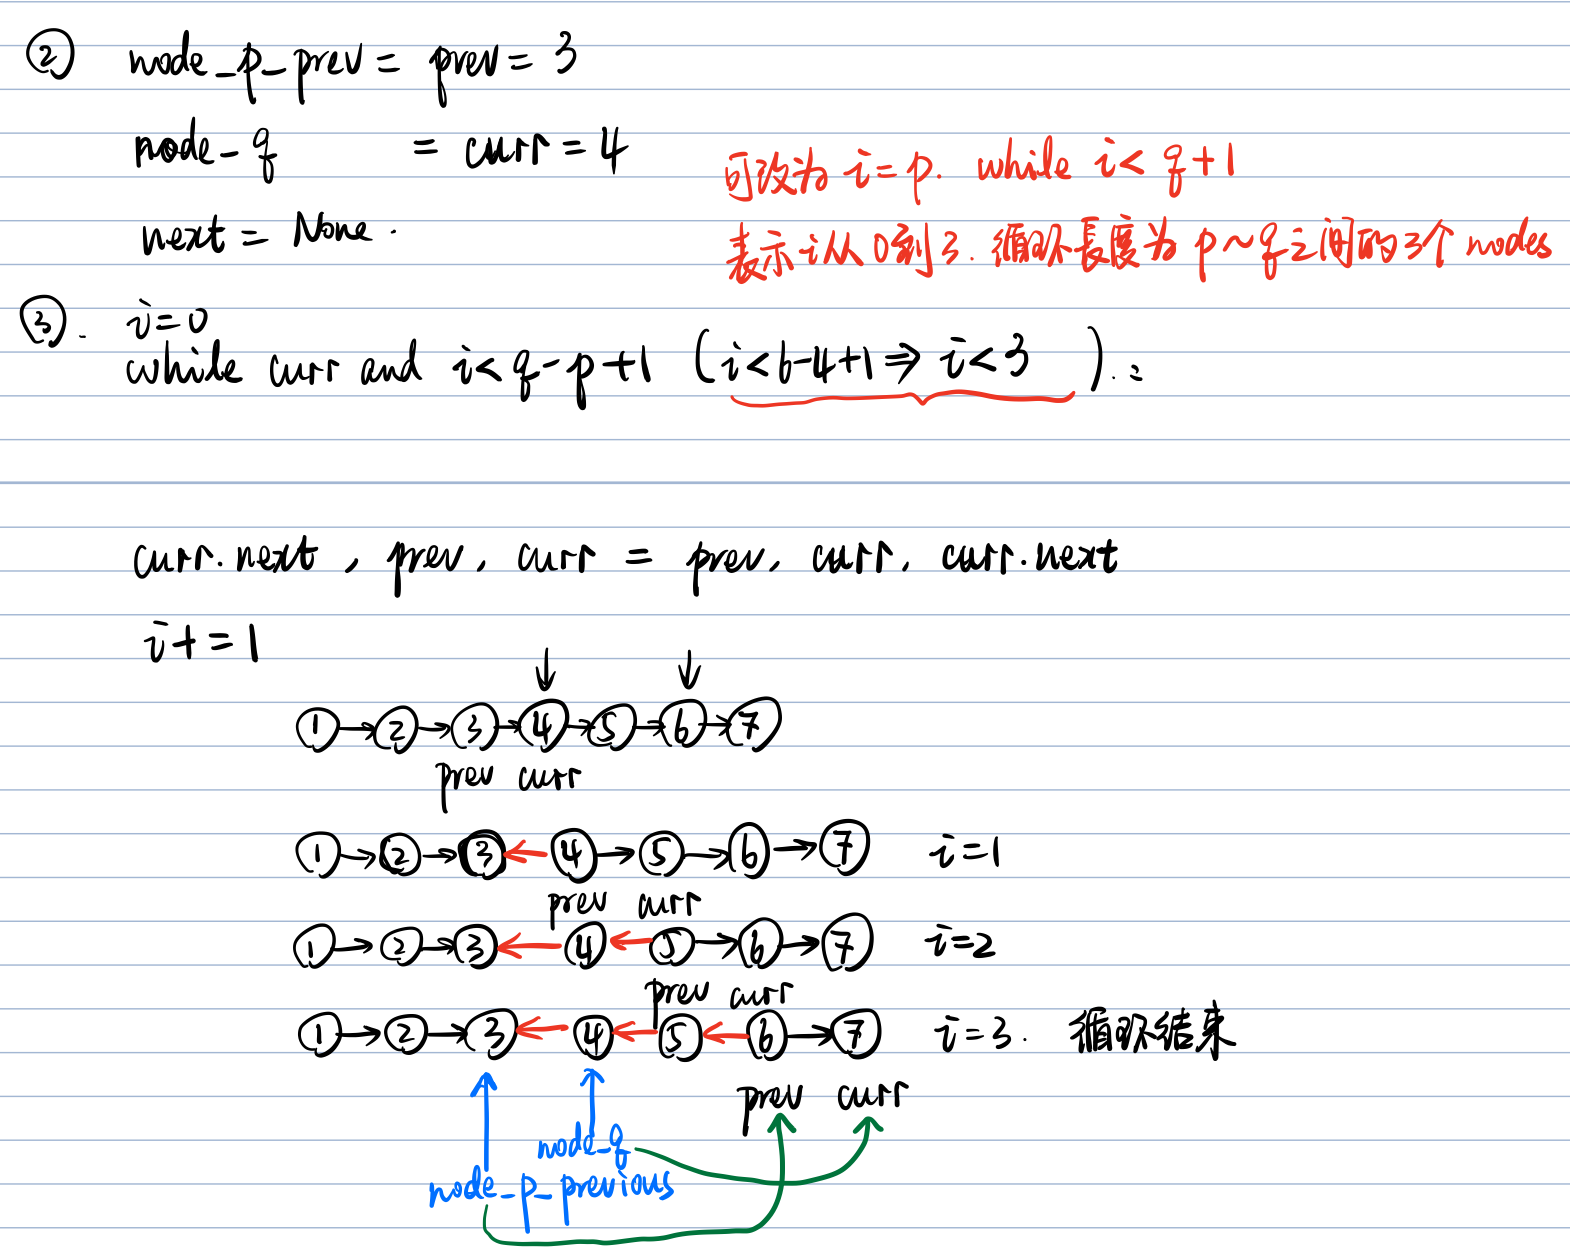 ② node_p_prev = prev = 3
node_q = curr = 4
可改为 i=p. while i< q+1
next = None.
表示i从0到3. 循环長度为 p~q之间的3个 nodes
③. i=0
while curr and i< q-p+1 (i<6-4+1⇒ i<3 ).:
curr.next, prev, curr = prev, curr, curr.next
i+=1
↓ ↓
①→②→③→④→⑤→⑥→⑦
prev curr
①→②→③←④→⑤→⑥→⑦ i=1
prev curr
①→②→③←④←⑤→⑥→⑦ i=2
prev curr
①→②→③←④←⑤←⑥→⑦ i=3. 循环结束
prev curr
node_q
node_p_previous